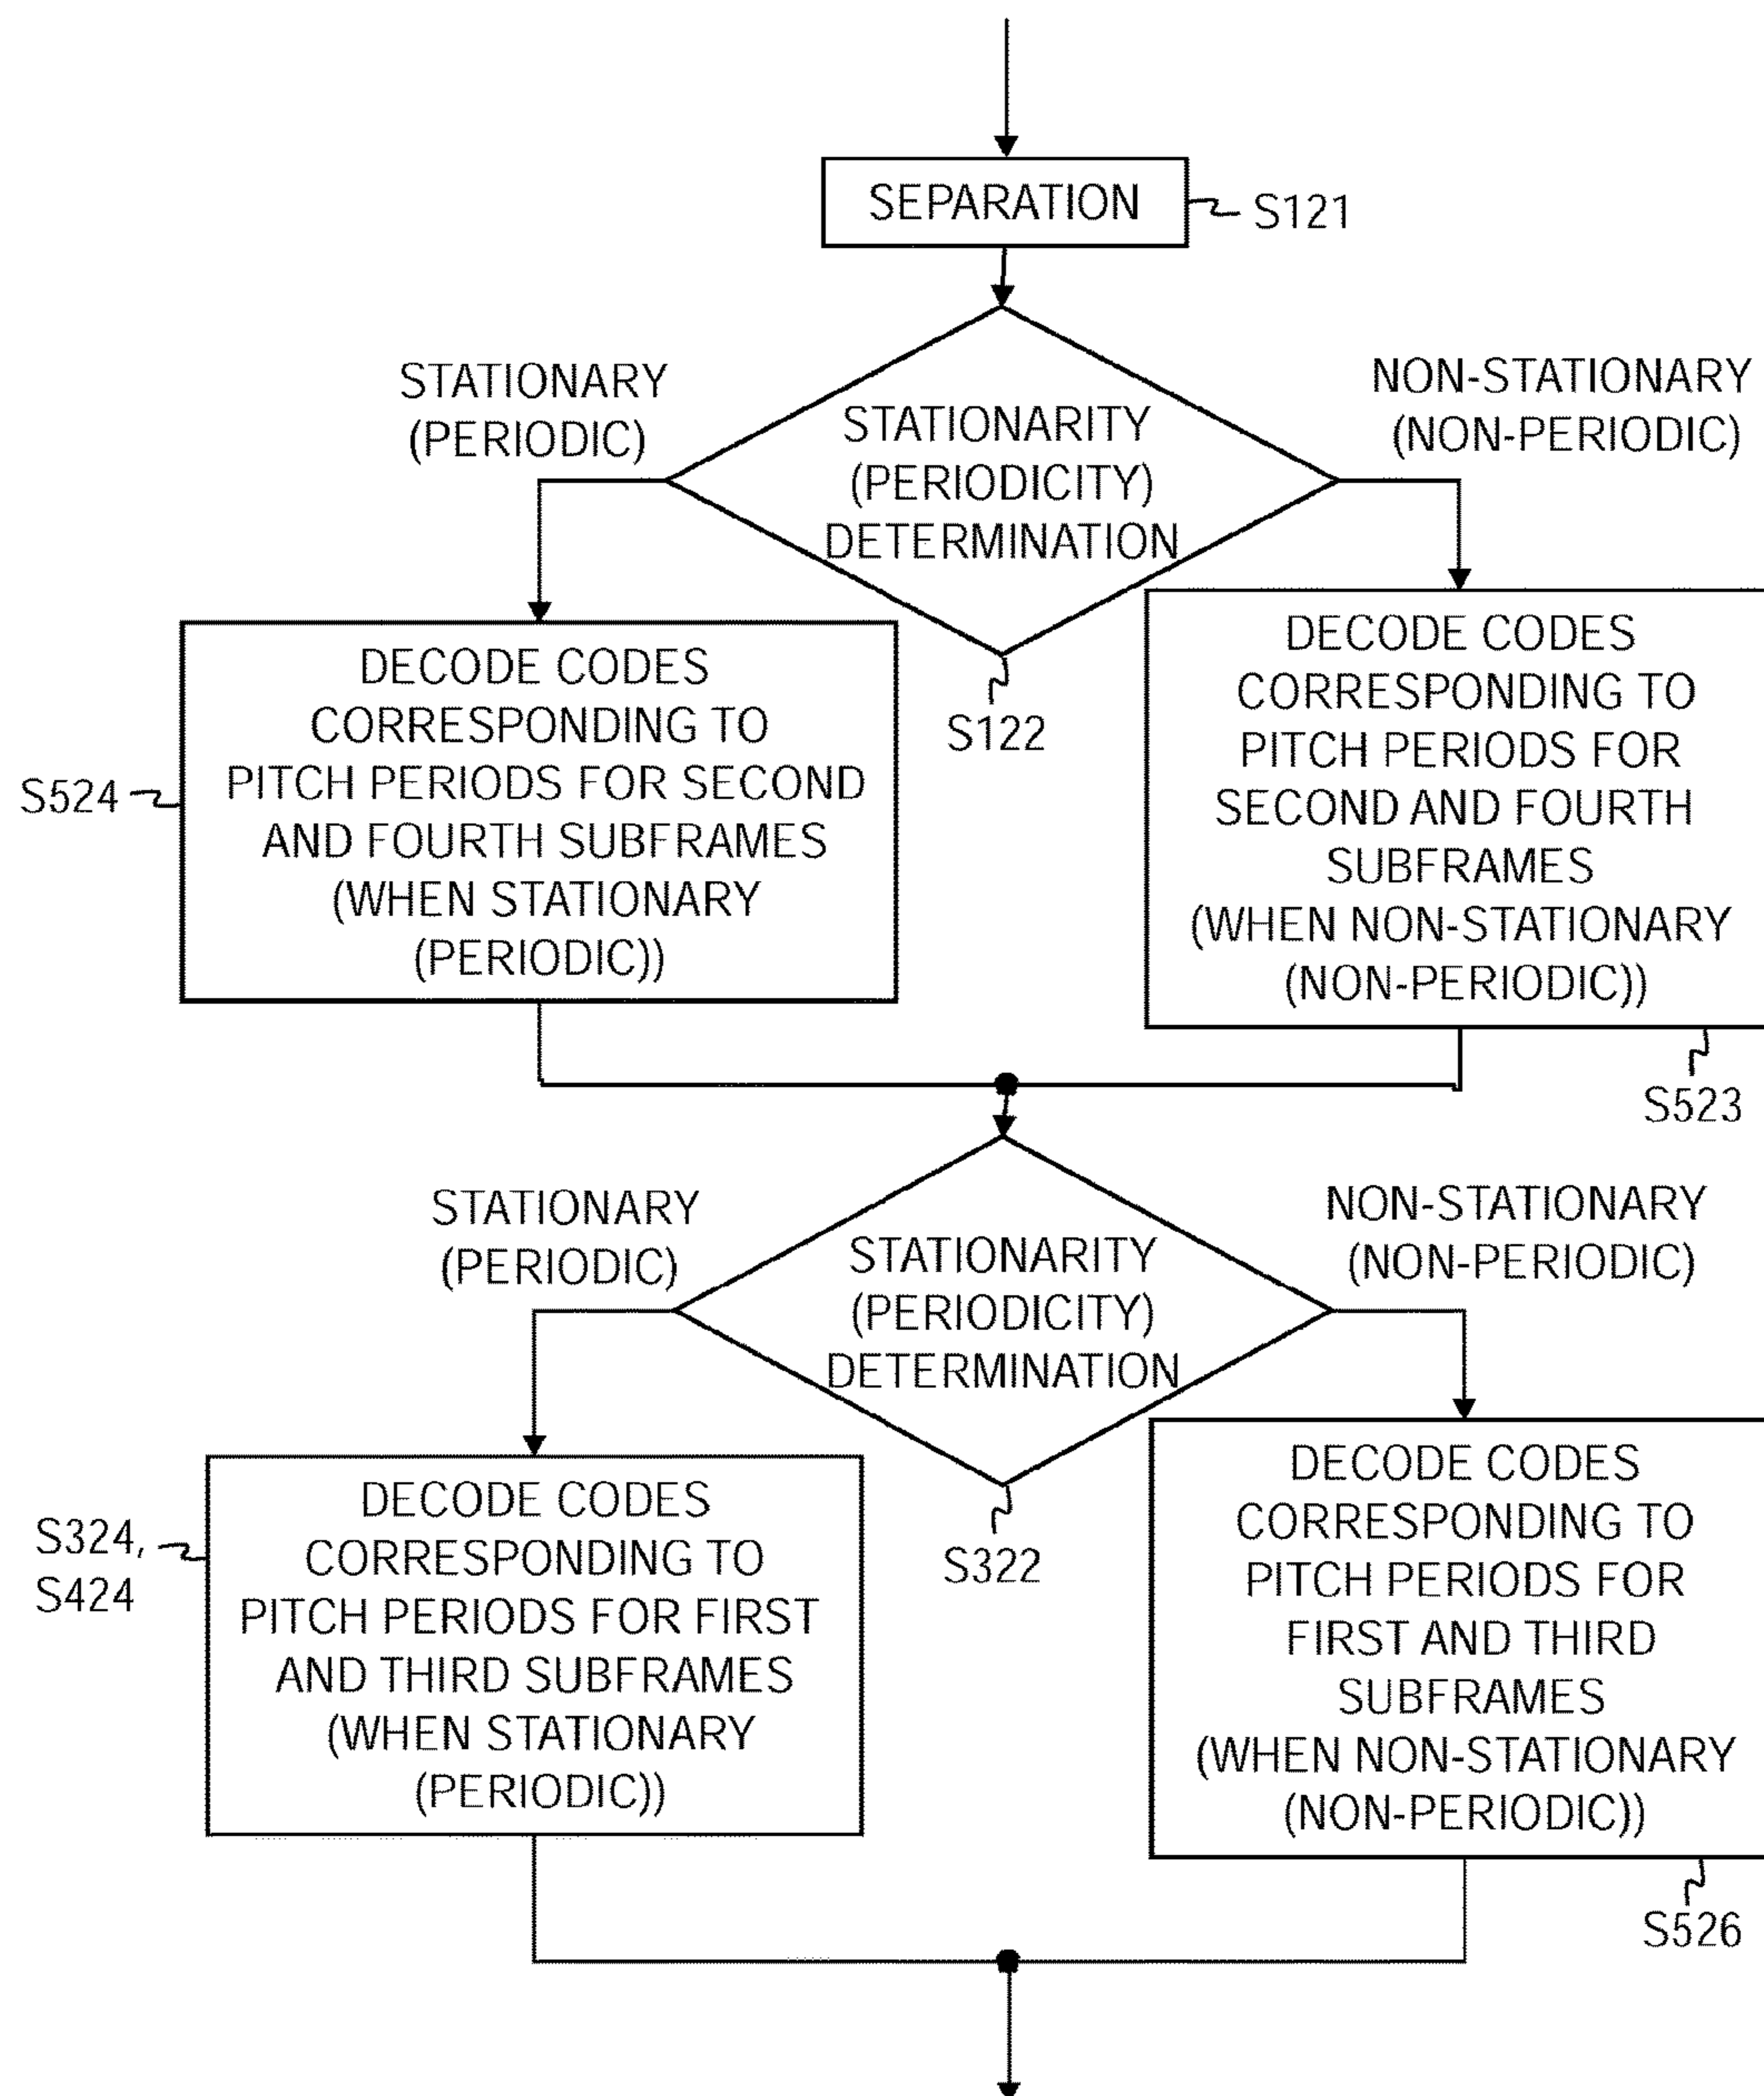 SEPARATION
S121
STATIONARY
(PERIODIC)
STATIONARITY
(PERIODICITY)
DETERMINATION
NON-STATIONARY
(NON-PERIODIC)
S122
S524
DECODE CODES
CORRESPONDING TO
PITCH PERIODS FOR SECOND
AND FOURTH SUBFRAMES
(WHEN STATIONARY
(PERIODIC))
DECODE CODES
CORRESPONDING TO
PITCH PERIODS FOR
SECOND AND FOURTH
SUBFRAMES
(WHEN NON-STATIONARY
(NON-PERIODIC))
S523
STATIONARY
(PERIODIC)
STATIONARITY
(PERIODICITY)
DETERMINATION
NON-STATIONARY
(NON-PERIODIC)
S322
S324,
S424
DECODE CODES
CORRESPONDING TO
PITCH PERIODS FOR FIRST
AND THIRD SUBFRAMES
(WHEN STATIONARY
(PERIODIC))
DECODE CODES
CORRESPONDING TO
PITCH PERIODS FOR
FIRST AND THIRD
SUBFRAMES
(WHEN NON-STATIONARY
(NON-PERIODIC))
S526